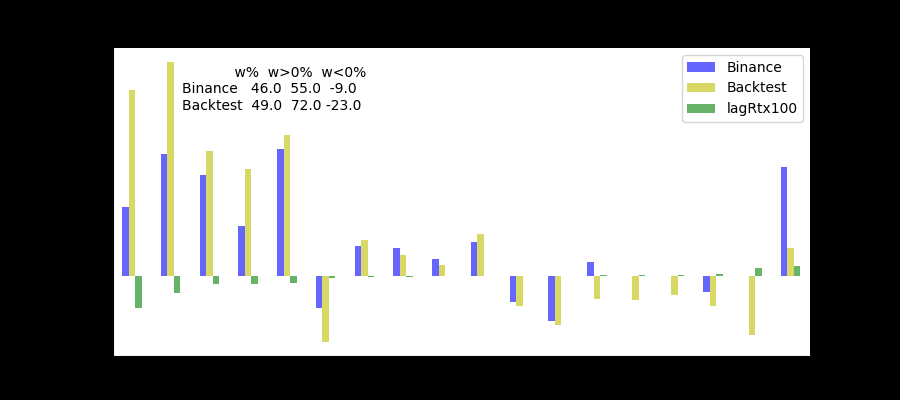 w%  w>0%  w<0%
Binance   46.0  55.0  -9.0
Backtest  49.0  72.0 -23.0
Binance
Backtest
lagRtx100